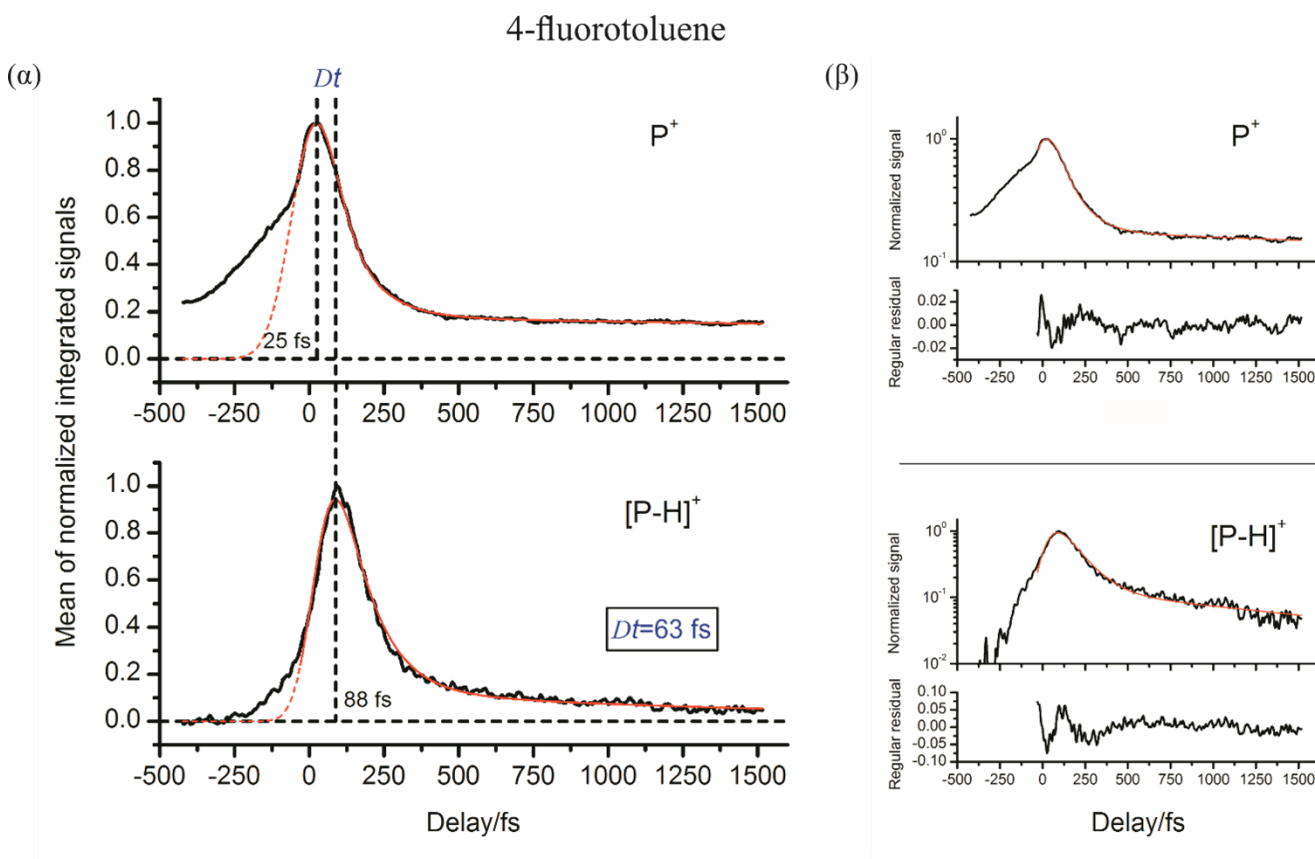 4-fluorotoluene
(α)
Dt
P⁺
Mean of normalized integrated signals
1.0
0.8
0.6
0.4
0.2
0.0
25 fs
-500 -250 0 250 500 750 1000 1250 1500
1.0
0.8
0.6
0.4
0.2
0.0
[P-H]⁺
Dt=63 fs
88 fs
-500 -250 0 250 500 750 1000 1250 1500
Delay/fs
(β)
P⁺
Normalized signal
10⁰
10⁻¹
Regular residual
0.02
0.00
-0.02
-500 -250 0 250 500 750 1000 1250 1500
[P-H]⁺
Normalized signal
10⁰
10⁻¹
10⁻²
Regular residual
0.10
0.05
0.00
-0.05
-0.10
-500 -250 0 250 500 750 1000 1250 1500
Delay/fs